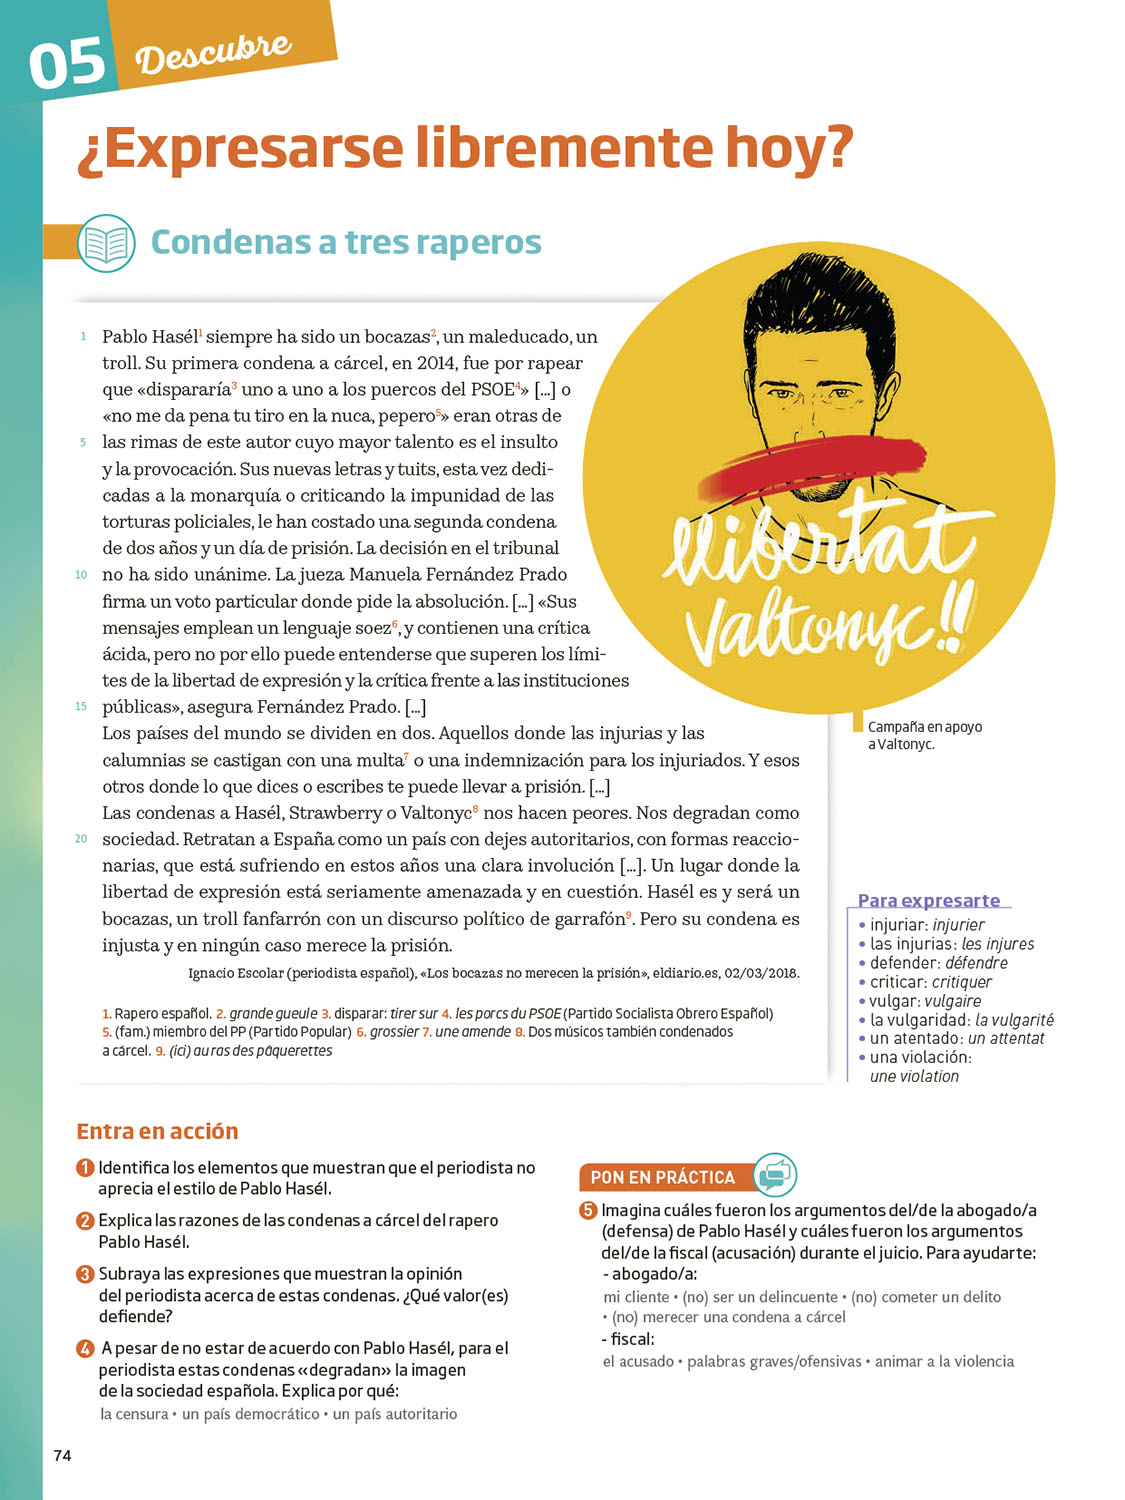 05 Descubre
¿Expresarse libremente hoy?
Condenas a tres raperos
1 Pablo Hasél1 siempre ha sido un bocazas2, un maleducado, un
troll. Su primera condena a cárcel, en 2014, fue por rapear
que «dispararía3 uno a uno a los puercos del PSOE4» [...] o
«no me da pena tu tiro en la nuca, pepero5» eran otras de
5 las rimas de este autor cuyo mayor talento es el insulto
y la provocación. Sus nuevas letras y tuits, esta vez dedi-
cadas a la monarquía o criticando la impunidad de las
torturas policiales, le han costado una segunda condena
de dos años y un día de prisión. La decisión en el tribunal
10 no ha sido unánime. La jueza Manuela Fernández Prado
firma un voto particular donde pide la absolución. [...] «Sus
mensajes emplean un lenguaje soez6, y contienen una crítica
ácida, pero no por ello puede entenderse que superen los lími-
tes de la libertad de expresión y la crítica frente a las instituciones
15 públicas», asegura Fernández Prado. [...]
Los países del mundo se dividen en dos. Aquellos donde las injurias y las
calumnias se castigan con una multa7 o una indemnización para los injuriados. Y esos
otros donde lo que dices o escribes te puede llevar a prisión. [...]
Las condenas a Hasél, Strawberry o Valtonyc8 nos hacen peores. Nos degradan como
20 sociedad. Retratan a España como un país con dejes autoritarios, con formas reaccio-
narias, que está sufriendo en estos años una clara involución [...]. Un lugar donde la
libertad de expresión está seriamente amenazada y en cuestión. Hasél es y será un
bocazas, un troll fanfarrón con un discurso político de garrafón9. Pero su condena es
injusta y en ningún caso merece la prisión.
Ignacio Escolar (periodista español), «Los bocazas no merecen la prisión», eldiario.es, 02/03/2018.
1. Rapero español. 2. grande gueule 3. disparar: tirer sur 4. les porcs du PSOE (Partido Socialista Obrero Español)
5. (fam.) miembro del PP (Partido Popular) 6. grossier 7. une amende 8. Dos músicos también condenados
a cárcel. 9. (ici) au ras des pâquerettes
llibertat
Valtonyc!!
Campaña en apoyo
a Valtonyc.
Para expresarte
• injuriar: injurier
• las injurias: les injures
• defender: défendre
• criticar: critiquer
• vulgar: vulgaire
• la vulgaridad: la vulgarité
• un atentado: un attentat
• una violación:
une violation
Entra en acción
1 Identifica los elementos que muestran que el periodista no
aprecia el estilo de Pablo Hasél.
2 Explica las razones de las condenas a cárcel del rapero
Pablo Hasél.
3 Subraya las expresiones que muestran la opinión
del periodista acerca de estas condenas. ¿Qué valor(es)
defiende?
4 A pesar de no estar de acuerdo con Pablo Hasél, para el
periodista estas condenas «degradan» la imagen
de la sociedad española. Explica por qué:
la censura • un país democrático • un país autoritario
PON EN PRÁCTICA
5 Imagina cuáles fueron los argumentos del/de la abogado/a
(defensa) de Pablo Hasél y cuáles fueron los argumentos
del/de la fiscal (acusación) durante el juicio. Para ayudarte:
- abogado/a:
mi cliente • (no) ser un delincuente • (no) cometer un delito
• (no) merecer una condena a cárcel
- fiscal:
el acusado • palabras graves/ofensivas • animar a la violencia
74